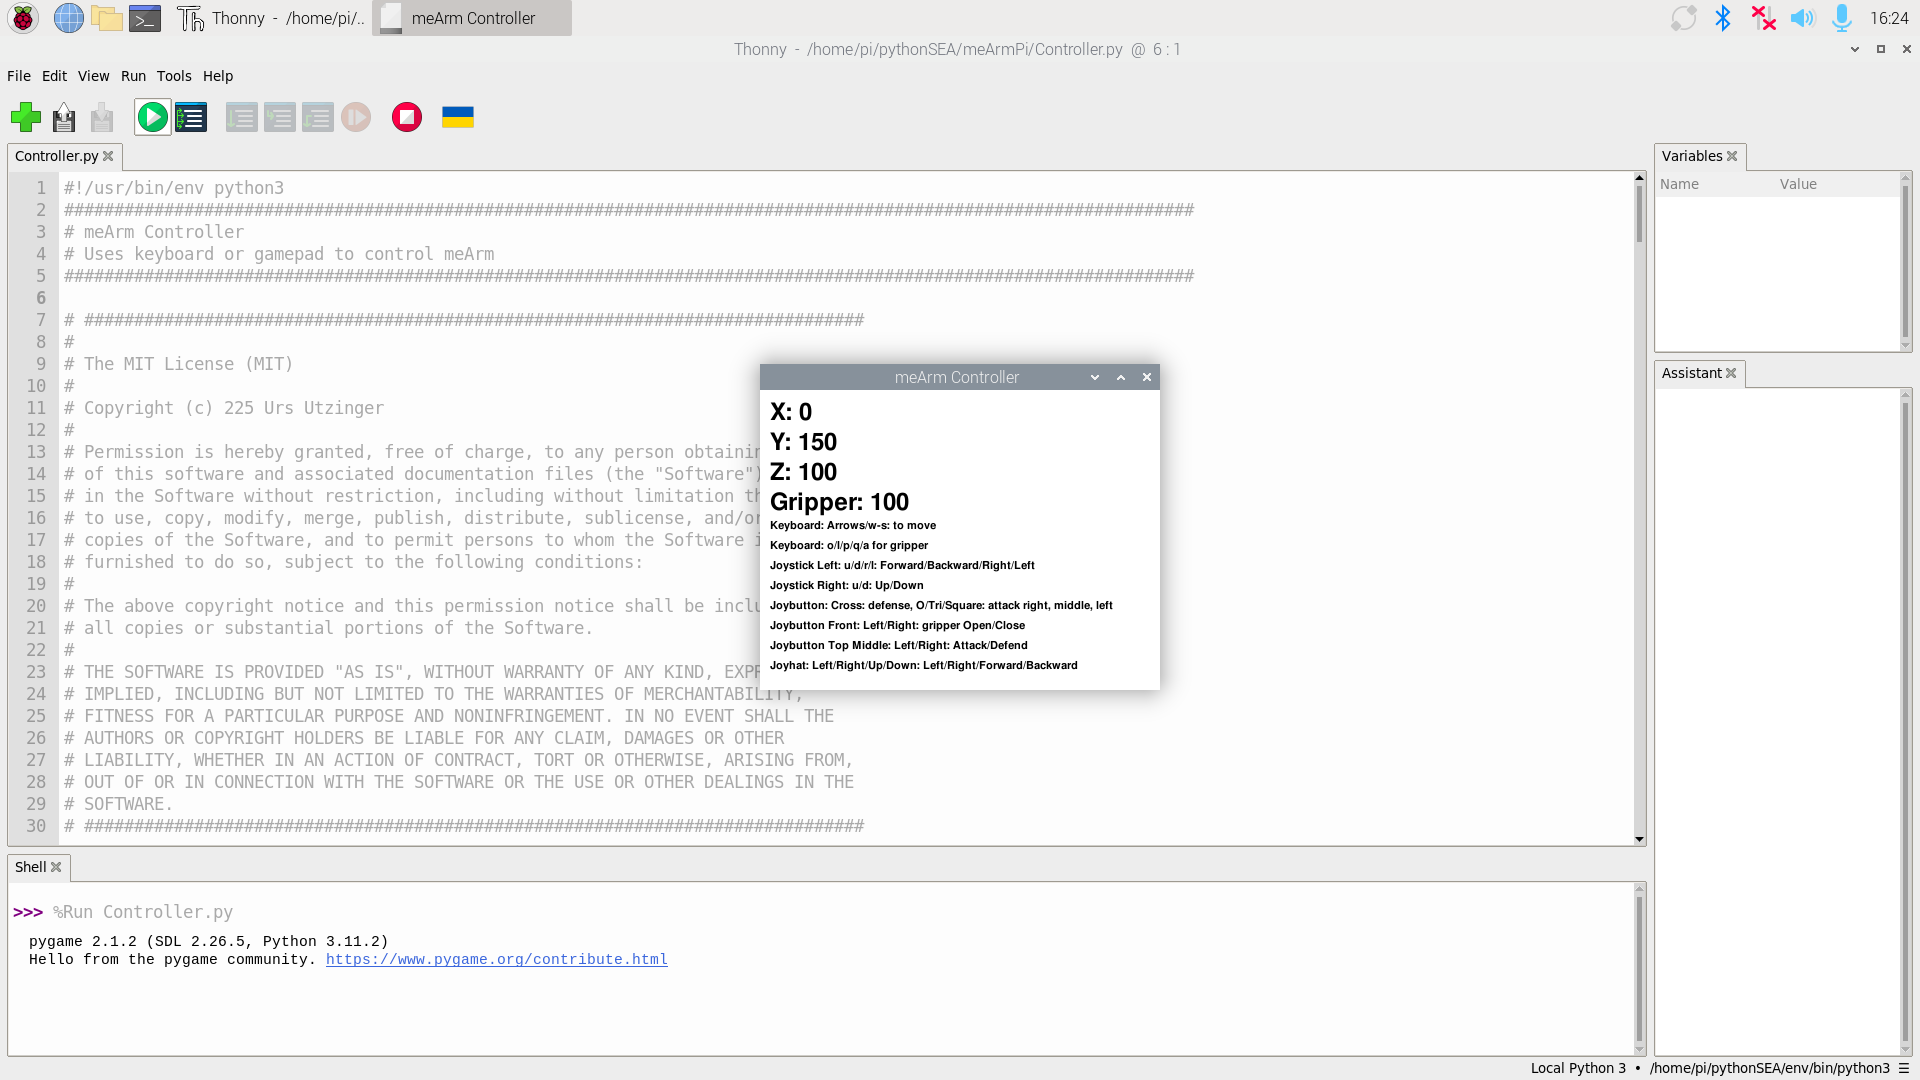 Thonny - /home/pi/..
meArm Controller
16:24
Thonny - /home/pi/pythonSEA/meArmPi/Controller.py @ 6 : 1
File Edit View Run Tools Help
Controller.py
1 #!/usr/bin/env python3
2 #################################################################################################################
3 # meArm Controller
4 # Uses keyboard or gamepad to control meArm
5 #################################################################################################################
6
7 # ##############################################################################
8 #
9 # The MIT License (MIT)
10 #
11 # Copyright (c) 225 Urs Utzinger
12 #
13 # Permission is hereby granted, free of charge, to any person obtainin
14 # of this software and associated documentation files (the "Software")
15 # in the Software without restriction, including without limitation th
16 # to use, copy, modify, merge, publish, distribute, sublicense, and/or
17 # copies of the Software, and to permit persons to whom the Software i
18 # furnished to do so, subject to the following conditions:
19 #
20 # The above copyright notice and this permission notice shall be inclu
21 # all copies or substantial portions of the Software.
22 #
23 # THE SOFTWARE IS PROVIDED "AS IS", WITHOUT WARRANTY OF ANY KIND, EXPR
24 # IMPLIED, INCLUDING BUT NOT LIMITED TO THE WARRANTIES OF MERCHANTABILITY,
25 # FITNESS FOR A PARTICULAR PURPOSE AND NONINFRINGEMENT. IN NO EVENT SHALL THE
26 # AUTHORS OR COPYRIGHT HOLDERS BE LIABLE FOR ANY CLAIM, DAMAGES OR OTHER
27 # LIABILITY, WHETHER IN AN ACTION OF CONTRACT, TORT OR OTHERWISE, ARISING FROM,
28 # OUT OF OR IN CONNECTION WITH THE SOFTWARE OR THE USE OR OTHER DEALINGS IN THE
29 # SOFTWARE.
30 # ##############################################################################
meArm Controller
X: 0
Y: 150
Z: 100
Gripper: 100
Keyboard: Arrows/w-s: to move
Keyboard: o/l/p/q/a for gripper
Joystick Left: u/d/r/l: Forward/Backward/Right/Left
Joystick Right: u/d: Up/Down
Joybutton: Cross: defense, O/Tri/Square: attack right, middle, left
Joybutton Front: Left/Right: gripper Open/Close
Joybutton Top Middle: Left/Right: Attack/Defend
Joyhat: Left/Right/Up/Down: Left/Right/Forward/Backward
Variables
Name Value
Assistant
Shell
>>> %Run Controller.py
pygame 2.1.2 (SDL 2.26.5, Python 3.11.2)
Hello from the pygame community. https://www.pygame.org/contribute.html
Local Python 3 • /home/pi/pythonSEA/env/bin/python3 ☰